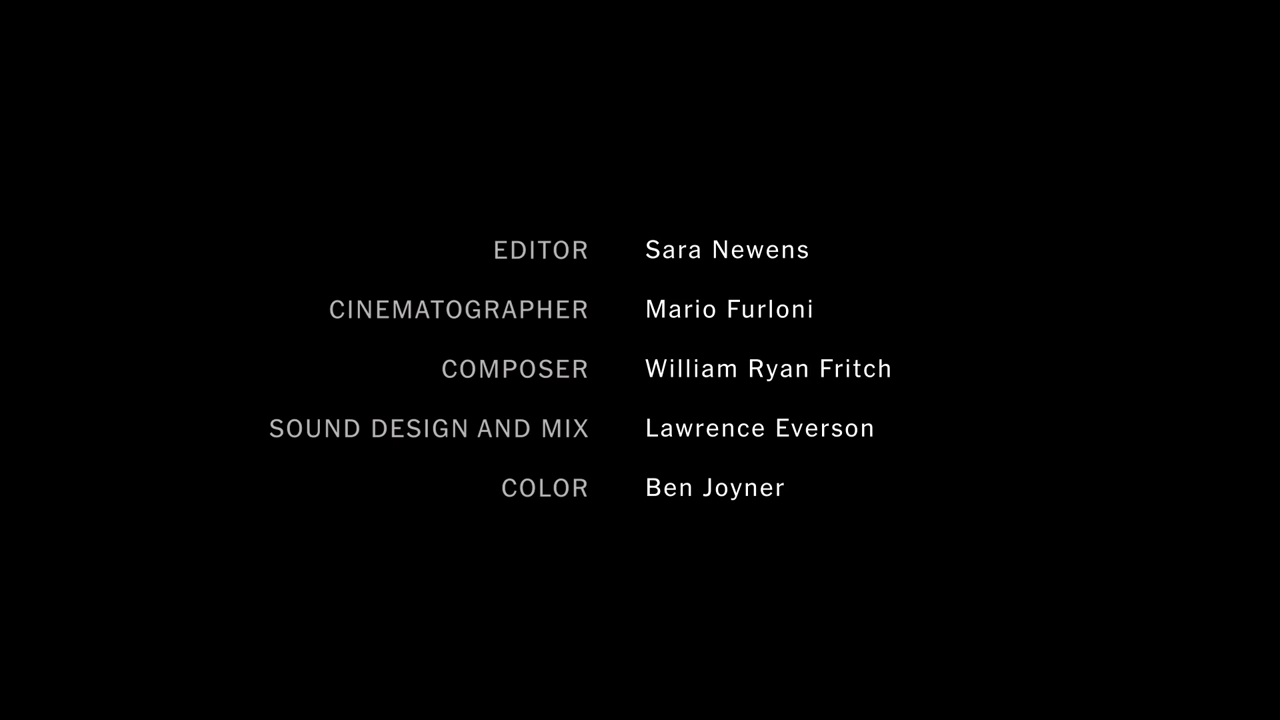 EDITOR Sara Newens
CINEMATOGRAPHER Mario Furloni
COMPOSER William Ryan Fritch
SOUND DESIGN AND MIX Lawrence Everson
COLOR Ben Joyner